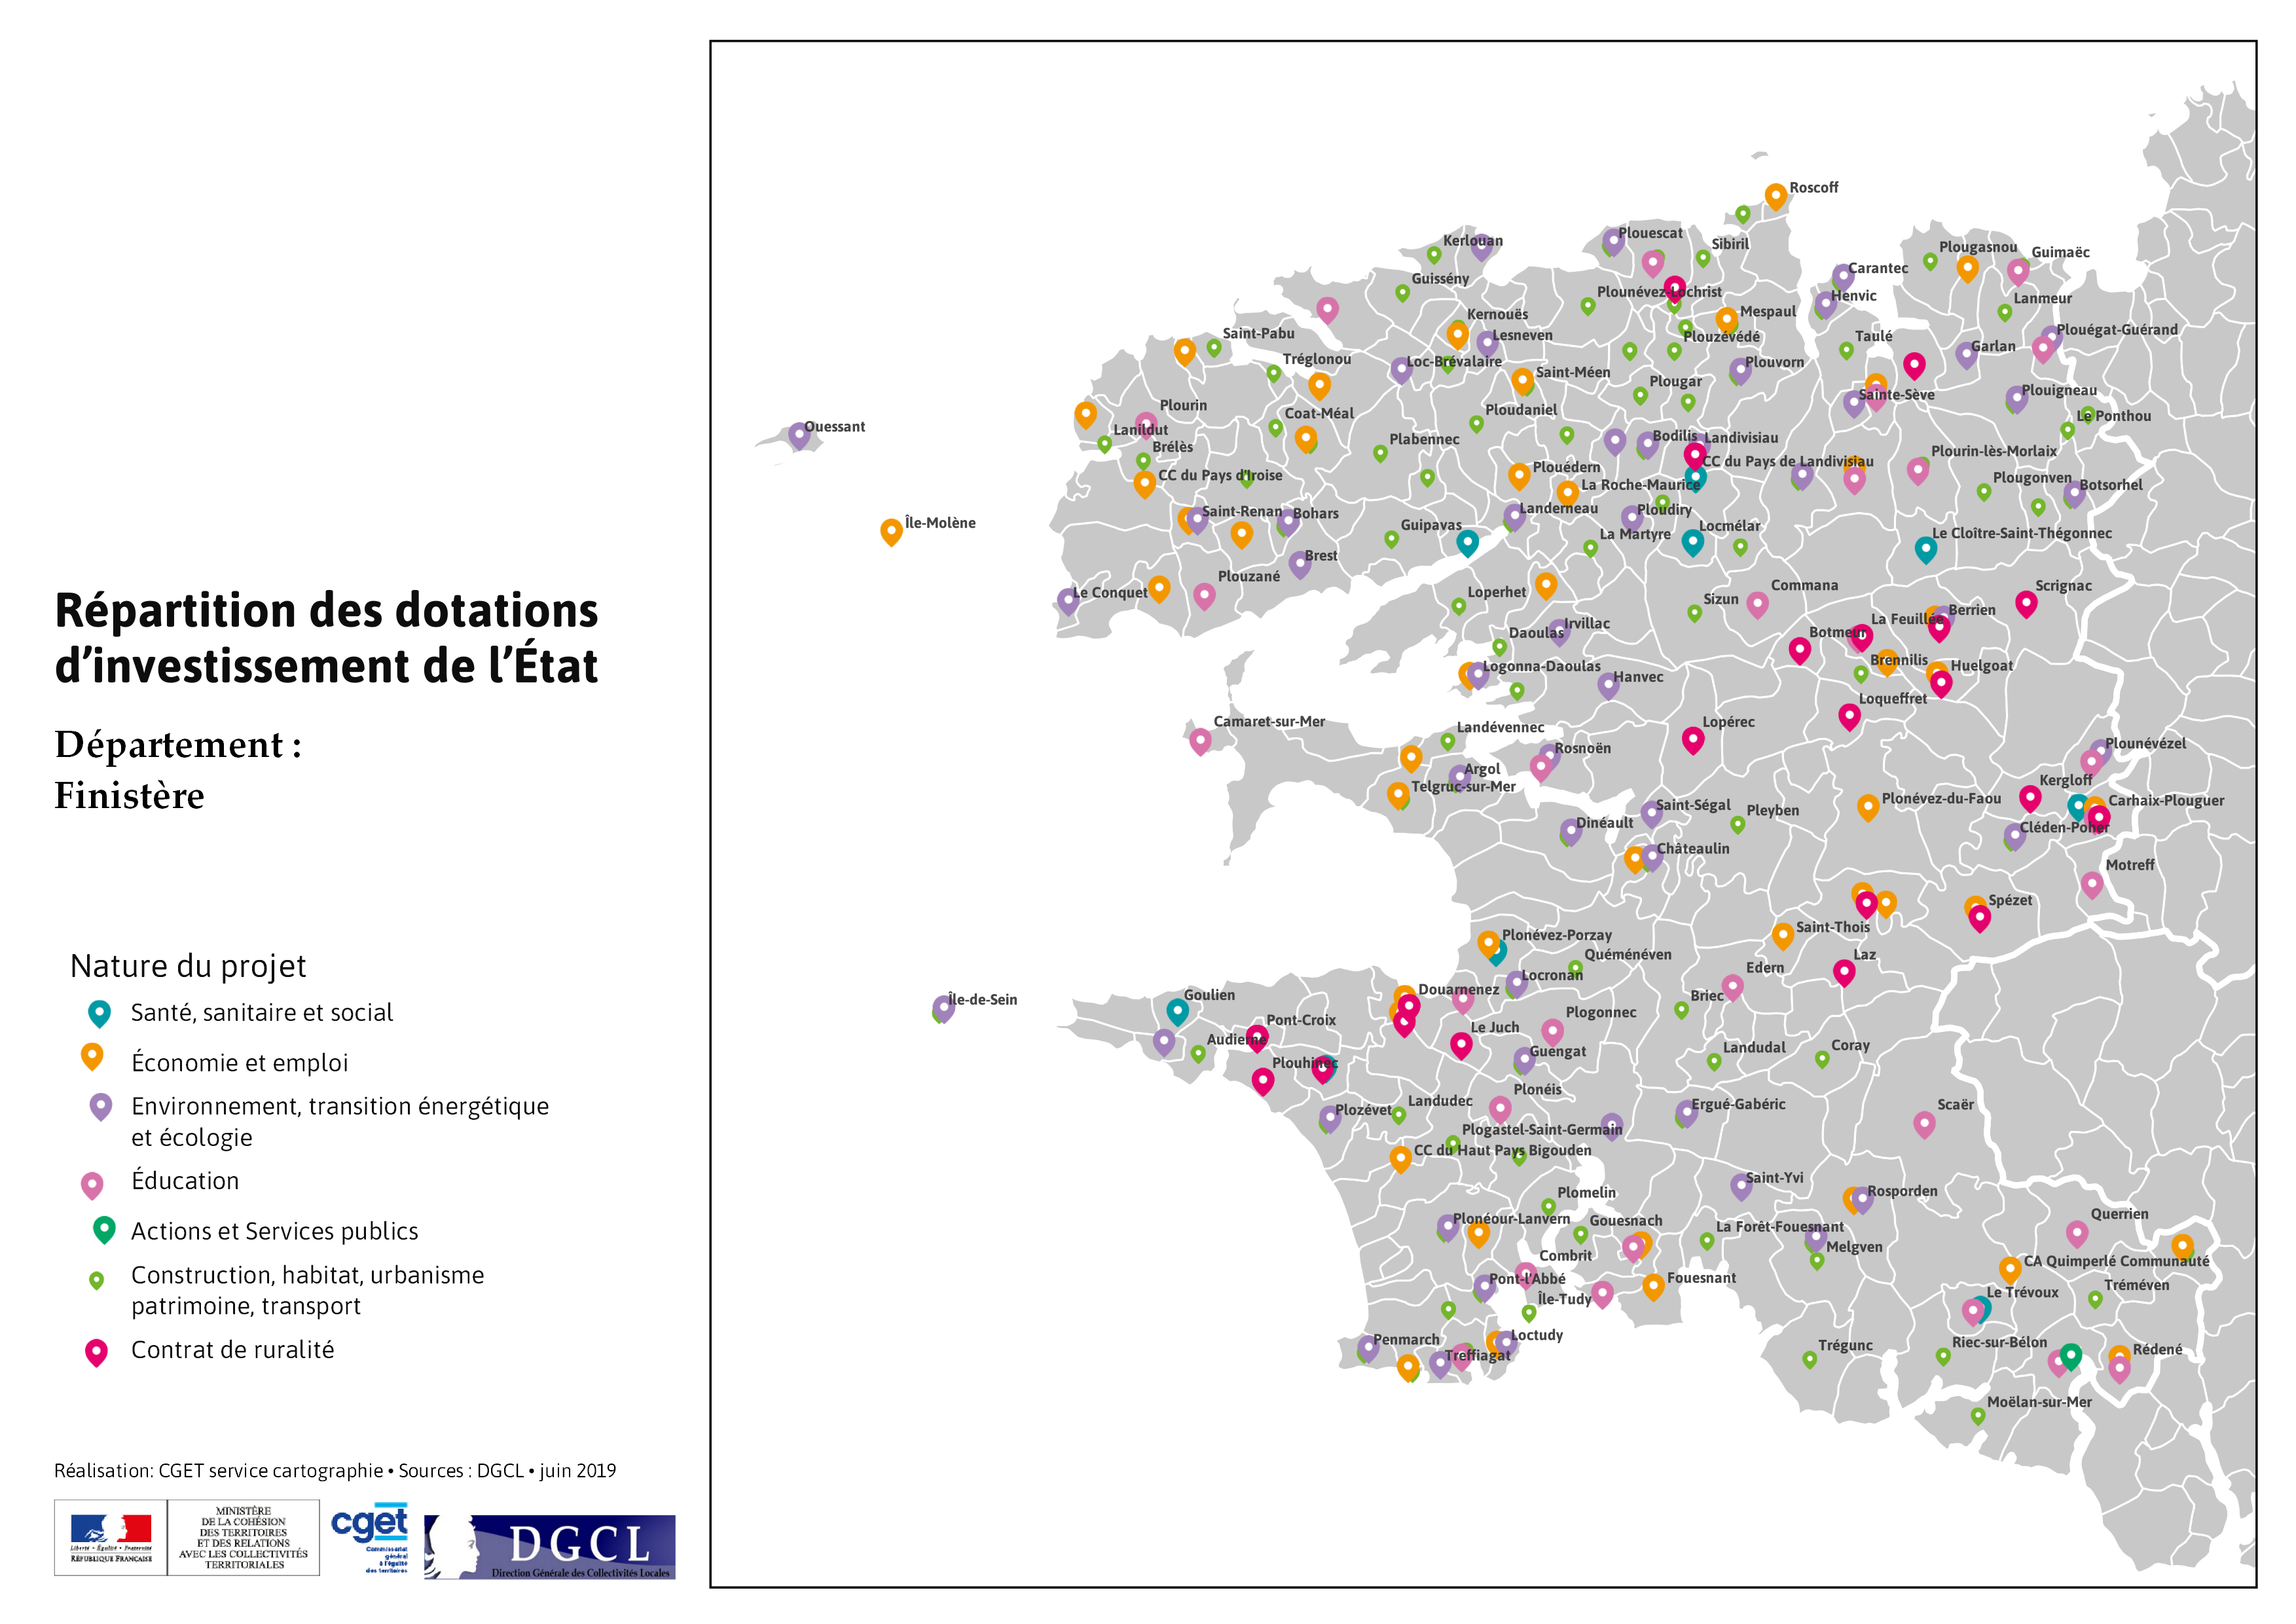 Répartition des dotations
d’investissement de l’État
Département :
Finistère
Nature du projet
Santé, sanitaire et social
Économie et emploi
Environnement, transition énergétique
et écologie
Éducation
Actions et Services publics
Construction, habitat, urbanisme
patrimoine, transport
Contrat de ruralité
Réalisation: CGET service cartographie • Sources : DGCL • juin 2019
Liberté • Égalité • Fraternité
RÉPUBLIQUE FRANÇAISE
MINISTÈRE
DE LA COHÉSION
DES TERRITOIRES
ET DES RELATIONS
AVEC LES COLLECTIVITÉS
TERRITORIALES
cget
Commissariat
général
à l'égalité
des territoires
DGCL
Direction Générale des Collectivités Locales
Roscoff
Kerlouan
Plouescat
Sibiril
Plougasnou
Guimaëc
Guissény
Carantec
Plounévez-Lochrist
Henvic
Lanmeur
Kernouës
Mespaul
Saint-Pabu
Lesneven
Plouzévédé
Taulé
Plouégat-Guérand
Tréglonou
Loc-Brévalaire
Plouvorn
Garlan
Saint-Méen
Plougar
Plouigneau
Sainte-Sève
Plourin
Coat-Méal
Ploudaniel
Le Ponthou
Ouessant
Lanildut
Plabennec
Bodilis
Landivisiau
Brélès
Plourin-lès-Morlaix
CC du Pays de Landivisiau
CC du Pays d'Iroise
Plouédern
Plougonven
La Roche-Maurice
Botsorhel
Saint-Renan
Bohars
Landerneau
Ploudiry
Île-Molène
Guipavas
Locmélar
La Martyre
Le Cloître-Saint-Thégonnec
Brest
Plouzané
Le Conquet
Loperhet
Sizun
Commana
Scrignac
Berrien
La Feuillée
Irvillac
Daoulas
Botmeur
Logonna-Daoulas
Brennilis
Huelgoat
Hanvec
Loqueffret
Camaret-sur-Mer
Landévennec
Lopérec
Rosnoën
Plounévézel
Argol
Kergloff
Telgruc-sur-Mer
Saint-Ségal
Pleyben
Plonévez-du-Faou
Carhaix-Plouguer
Dinéault
Cléden-Poher
Châteaulin
Motreff
Spézet
Saint-Thois
Plonévez-Porzay
Quéménéven
Laz
Edern
Locronan
Douarnenez
Briec
Île-de-Sein
Goulien
Plogonnec
Pont-Croix
Le Juch
Audierne
Guengat
Landudal
Coray
Plouhinec
Plonéis
Landudec
Plozévet
Ergué-Gabéric
Scaër
Plogastel-Saint-Germain
CC du Haut Pays Bigouden
Saint-Yvi
Plomelin
Rosporden
Plonéour-Lanvern
Gouesnach
La Forêt-Fouesnant
Querrien
Combrit
Melgven
CA Quimperlé Communauté
Pont-l'Abbé
Fouesnant
Île-Tudy
Le Trévoux
Tréméven
Penmarch
Loctudy
Treffiagat
Trégunc
Riec-sur-Bélon
Rédené
Moëlan-sur-Mer